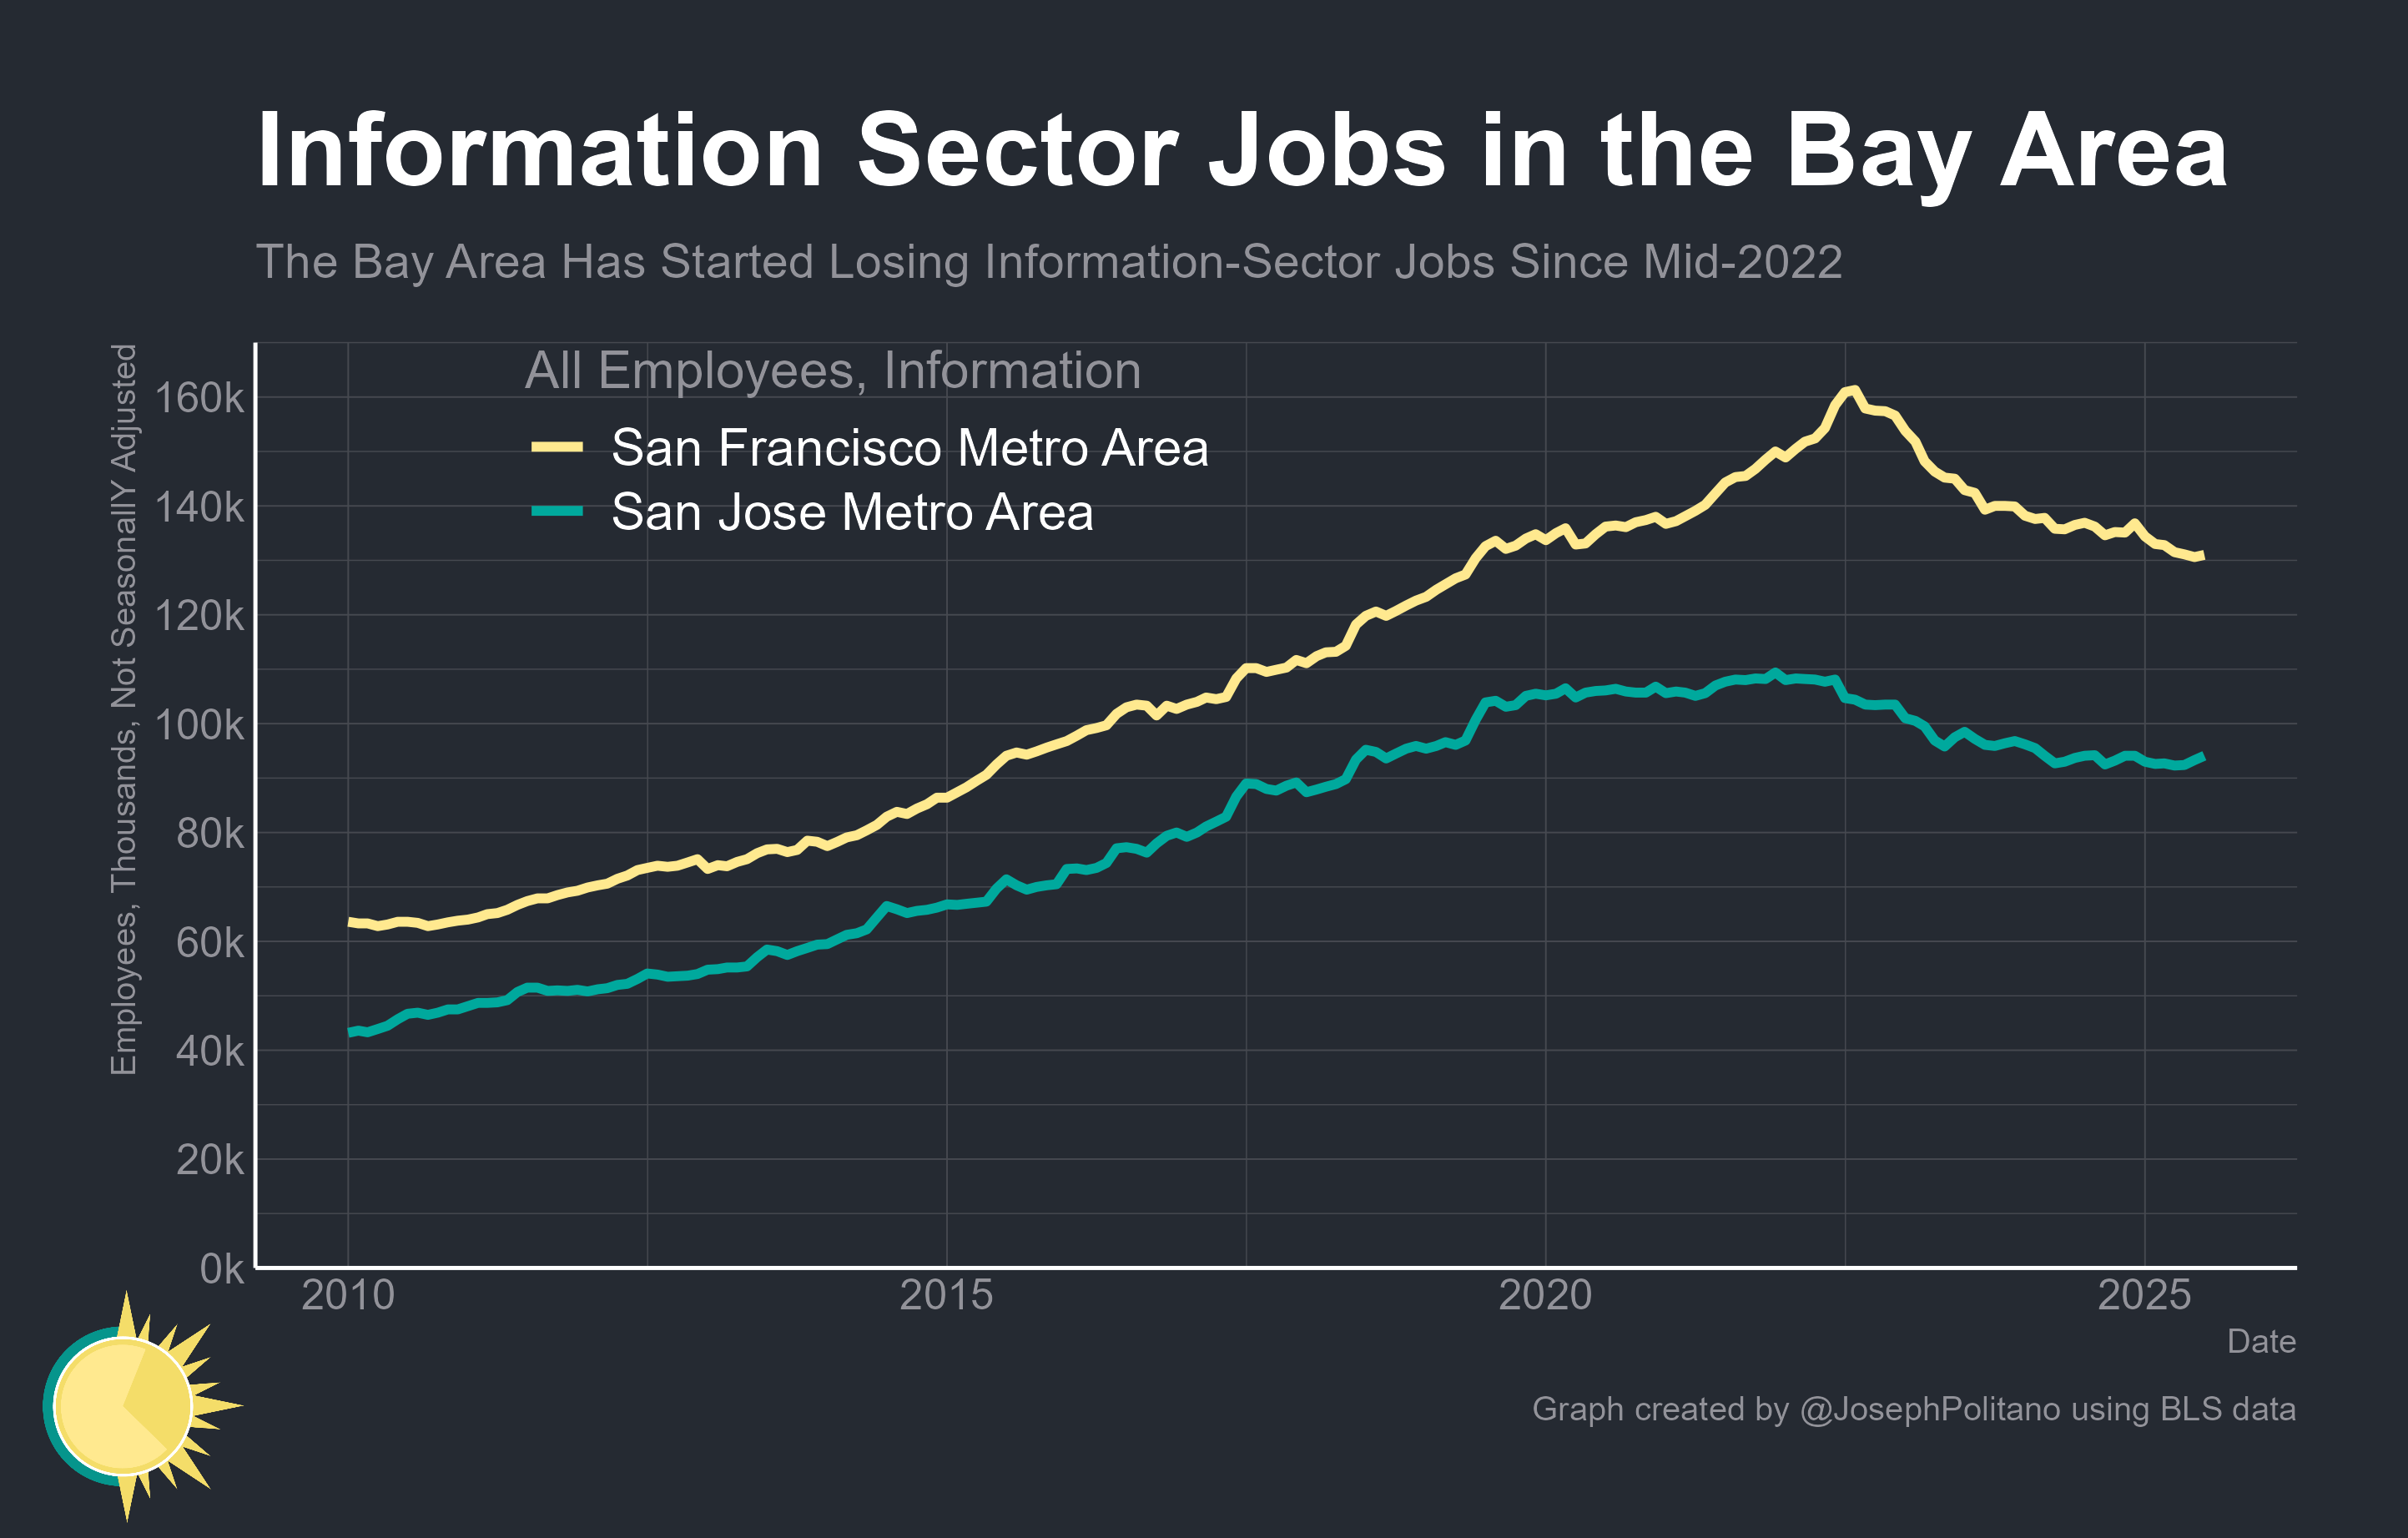 Information Sector Jobs in the Bay Area
The Bay Area Has Started Losing Information-Sector Jobs Since Mid-2022
Employees, Thousands, Not SeasonallY Adjusted
All Employees, Information
San Francisco Metro Area
San Jose Metro Area
160k
140k
120k
100k
80k
60k
40k
20k
0k
2010 2015 2020 2025
Date
Graph created by @JosephPolitano using BLS data